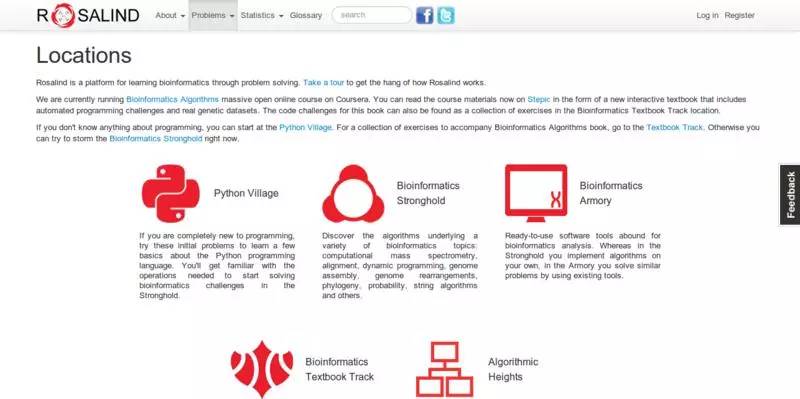 ROSALIND About Problems Statistics Glossary search Log in Register
Locations
Rosalind is a platform for learning bioinformatics through problem solving. Take a tour to get the hang of how Rosalind works.
We are currently running Bioinformatics Algorithms massive open online course on Coursera. You can read the course materials now on Stepic in the form of a new interactive textbook that includes
automated programming challenges and real genetic datasets. The code challenges for this book can also be found as a collection of exercises in the Bioinformatics Textbook Track location.
If you don't know anything about programming, you can start at the Python Village. For a collection of exercises to accompany Bioinformatics Algorithms book, go to the Textbook Track. Otherwise you
can try to storm the Bioinformatics Stronghold right now.
Feedback
Python Village
If you are completely new to programming,
try these initial problems to learn a few
basics about the Python programming
language. You'll get familiar with the
operations needed to start solving
bioinformatics challenges in the
Stronghold.
Bioinformatics
Stronghold
Discover the algorithms underlying a
variety of bioinformatics topics:
computational mass spectrometry,
alignment, dynamic programming, genome
assembly, genome rearrangements,
phylogeny, probability, string algorithms
and others.
Bioinformatics
Armory
Ready-to-use software tools abound for
bioinformatics analysis. Whereas in the
Stronghold you implement algorithms on
your own, in the Armory you solve similar
problems by using existing tools.
Bioinformatics
Textbook Track
Algorithmic
Heights